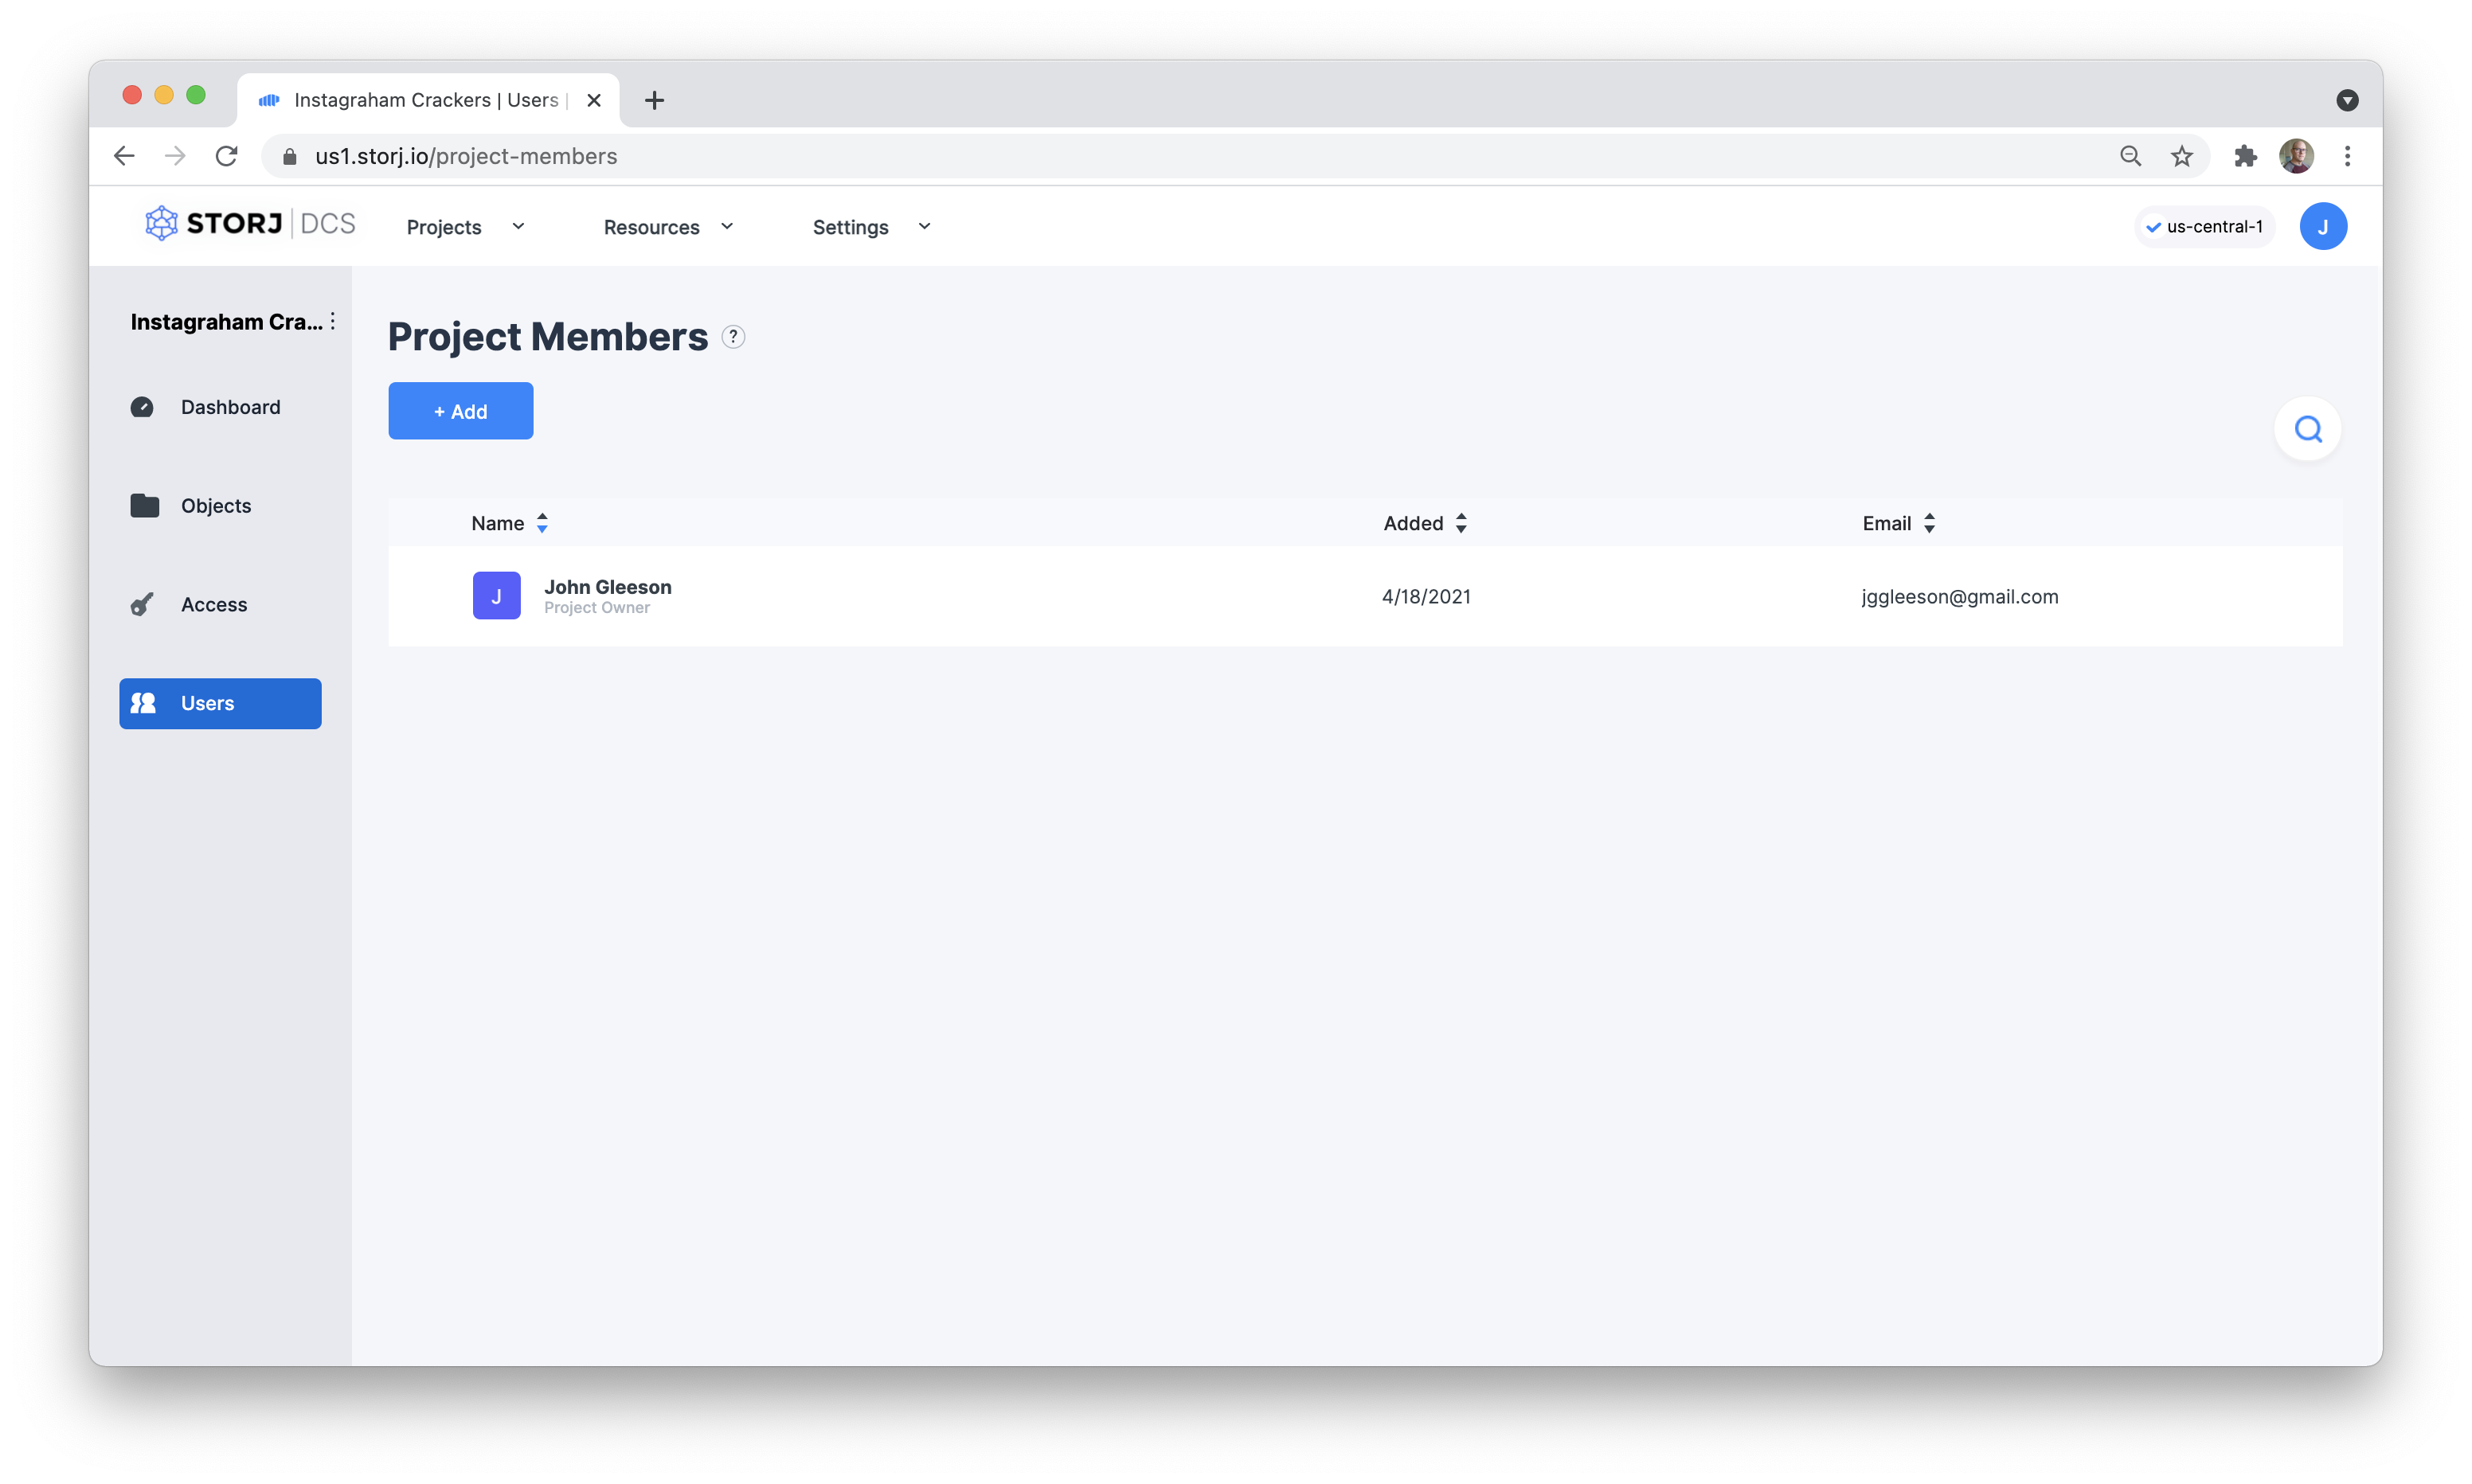 Instagraham Crackers | Users |
us1.storj.io/project-members
STORJ | DCS
Projects
Resources
Settings
us-central-1
J
Instagraham Cra...
Dashboard
Objects
Access
Users
Project Members ?
+ Add
Name
Added
Email
J
John Gleeson
Project Owner
4/18/2021
jggleeson@gmail.com